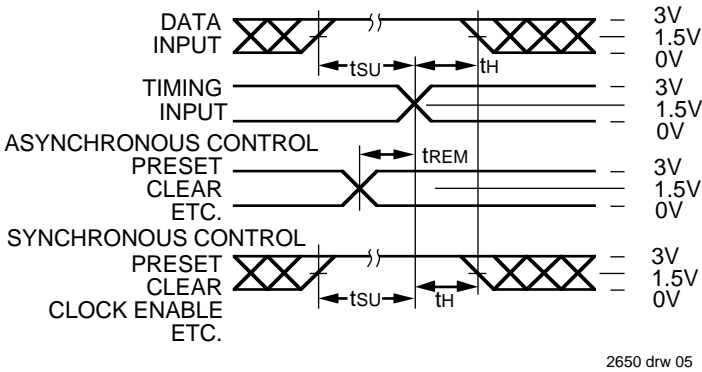 DATA
INPUT
3V
1.5V
0V
tSU
tH
TIMING
INPUT
3V
1.5V
0V
ASYNCHRONOUS CONTROL
tREM
PRESET
CLEAR
ETC.
3V
1.5V
0V
SYNCHRONOUS CONTROL
PRESET
CLEAR
CLOCK ENABLE
ETC.
3V
1.5V
0V
tSU
tH
2650 drw 05